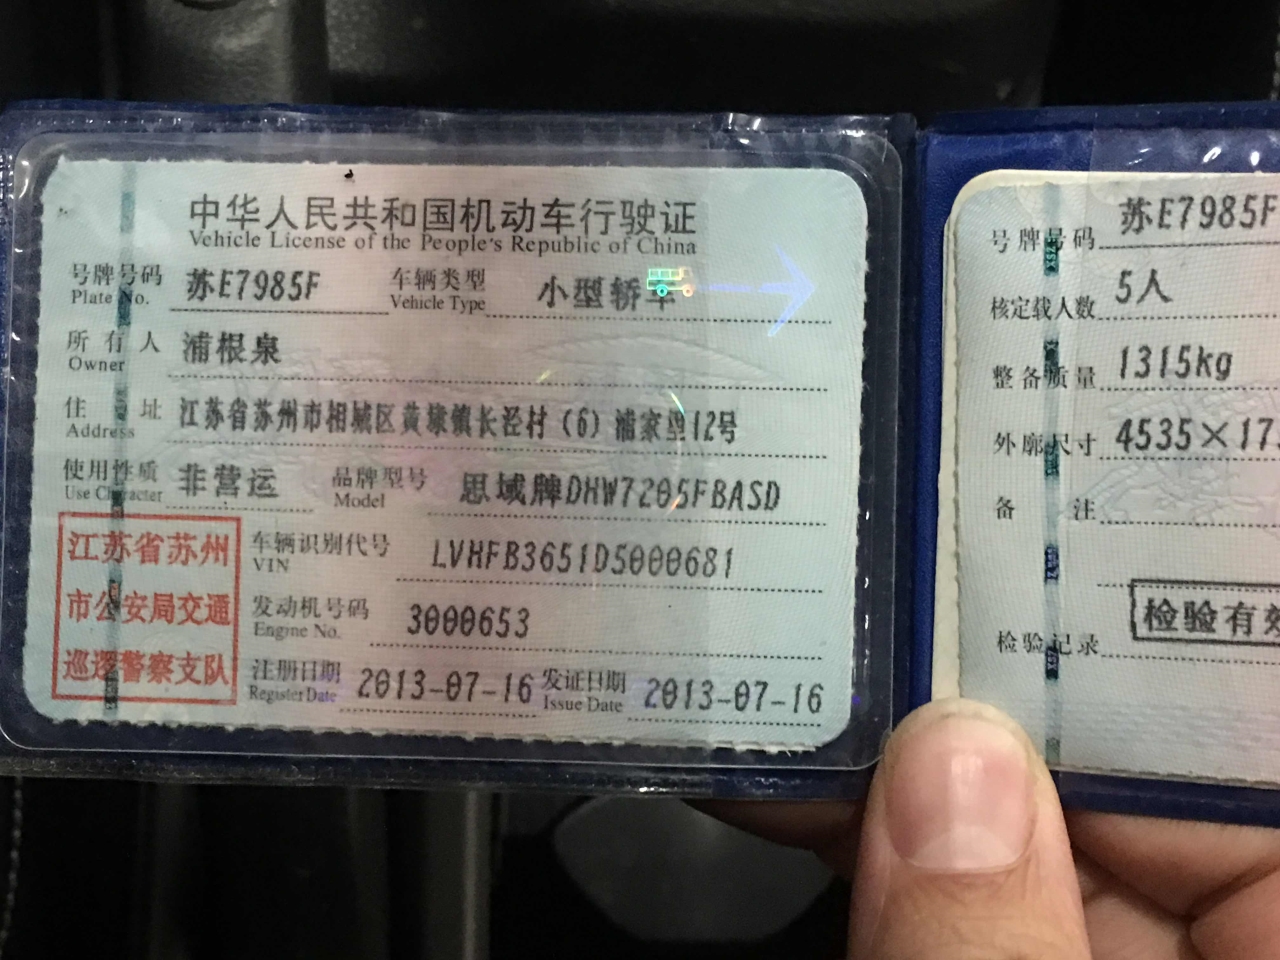 中华人民共和国机动车行驶证
Vehicle License of the People's Republic of China
号牌号码 苏E7985F 车辆类型 小型轿车
Plate No. Vehicle Type
所有人 浦根泉
Owner
住址 江苏省苏州市相城区黄埭镇长泾村(6)浦家里12号
Address
使用性质 非营运 品牌型号 思域牌DHW7205FBASD
Use Character Model
江苏省苏州
市公安局交通
巡逻警察支队
车辆识别代号 LVHFB3651D5000681
VIN
发动机号码 3000653
Engine No.
注册日期 2013-07-16 发证日期 2013-07-16
Register Date Issue Date
号牌号码 苏E7985F
核定载人数 5人
整备质量 1315kg
外廓尺寸 4535×17
备注
检验有效
检验记录